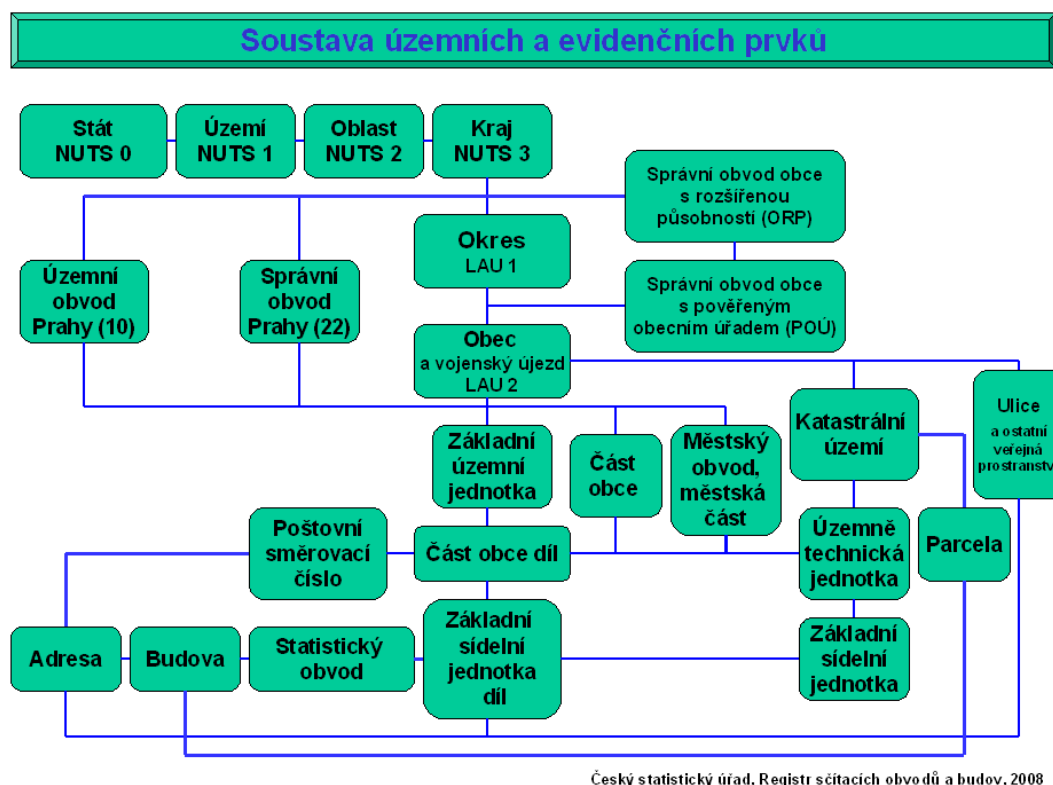 Soustava územních a evidenčních prvků
Stát
NUTS 0
Území
NUTS 1
Oblast
NUTS 2
Kraj
NUTS 3
Správní obvod obce
s rozšířenou
působností (ORP)
Okres
LAU 1
Územní
obvod
Prahy (10)
Správní
obvod
Prahy (22)
Správní obvod obce
s pověřeným
obecním úřadem (POÚ)
Obec
a vojenský újezd
LAU 2
Ulice
a ostatní
veřejná
prostranstv
Katastrální
území
Základní
územní
jednotka
Část
obce
Městský
obvod,
městská
část
Poštovní
směrovací
číslo
Část obce díl
Územně
technická
jednotka
Parcela
Adresa
Budova
Statistický
obvod
Základní
sídelní
jednotka
díl
Základní
sídelní
jednotka
Český statistický úřad, Registr sčítacích obvodů a budov, 2008